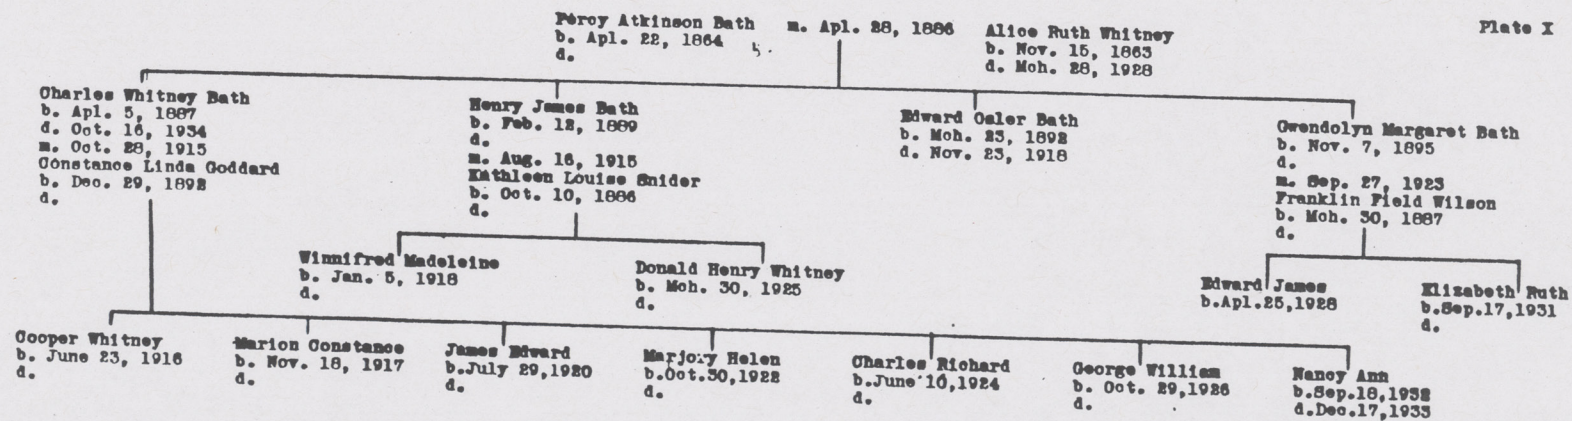 Plate X
Percy Atkinson Bath
b. Apl. 22, 1864
d.
m. Apl. 28, 1886
Alice Ruth Whitney
b. Nov. 15, 1863
d. Mch. 28, 1928
Charles Whitney Bath
b. Apl. 5, 1887
d. Oct. 16, 1934
m. Oct. 28, 1915
Constance Linda Goddard
b. Dec. 29, 1892
d.
Henry James Bath
b. Feb. 12, 1889
d.
m. Aug. 16, 1915
Kathleen Louise Snider
b. Oct. 10, 1886
d.
Edward Osler Bath
b. Mch. 23, 1892
d. Nov. 23, 1918
Gwendolyn Margaret Bath
b. Nov. 7, 1895
d.
m. Sep. 27, 1923
Franklin Field Wilson
b. Mch. 30, 1887
d.
Winnifred Madeleine
b. Jan. 5, 1918
d.
Donald Henry Whitney
b. Mch. 30, 1925
d.
Edward James
b.Apl.25,1928
Elizabeth Ruth
b.Sep.17,1931
d.
Cooper Whitney
b. June 23, 1916
d.
Marion Constance
b. Nov. 18, 1917
d.
James Edward
b.July 29,1920
d.
Marjory Helen
b.Oct.30,1922
d.
Charles Richard
b.June 10,1924
d.
George William
b. Oct. 29,1926
d.
Nancy Ann
b.Sep.18,1932
d.Dec.17,1933